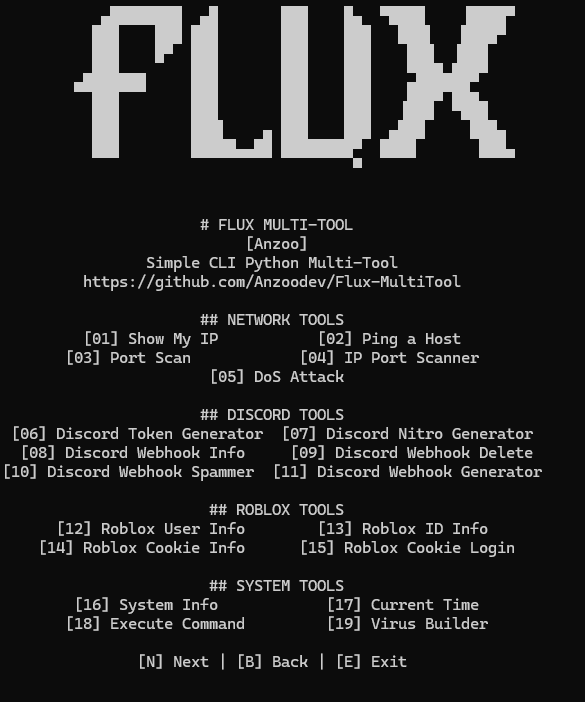 FLUX
# FLUX MULTI-TOOL
[Anzoo]
Simple CLI Python Multi-Tool
https://github.com/Anzoodev/Flux-MultiTool
## NETWORK TOOLS
[01] Show My IP [02] Ping a Host
[03] Port Scan [04] IP Port Scanner
[05] DoS Attack
## DISCORD TOOLS
[06] Discord Token Generator [07] Discord Nitro Generator
[08] Discord Webhook Info [09] Discord Webhook Delete
[10] Discord Webhook Spammer [11] Discord Webhook Generator
## ROBLOX TOOLS
[12] Roblox User Info [13] Roblox ID Info
[14] Roblox Cookie Info [15] Roblox Cookie Login
## SYSTEM TOOLS
[16] System Info [17] Current Time
[18] Execute Command [19] Virus Builder
[N] Next | [B] Back | [E] Exit